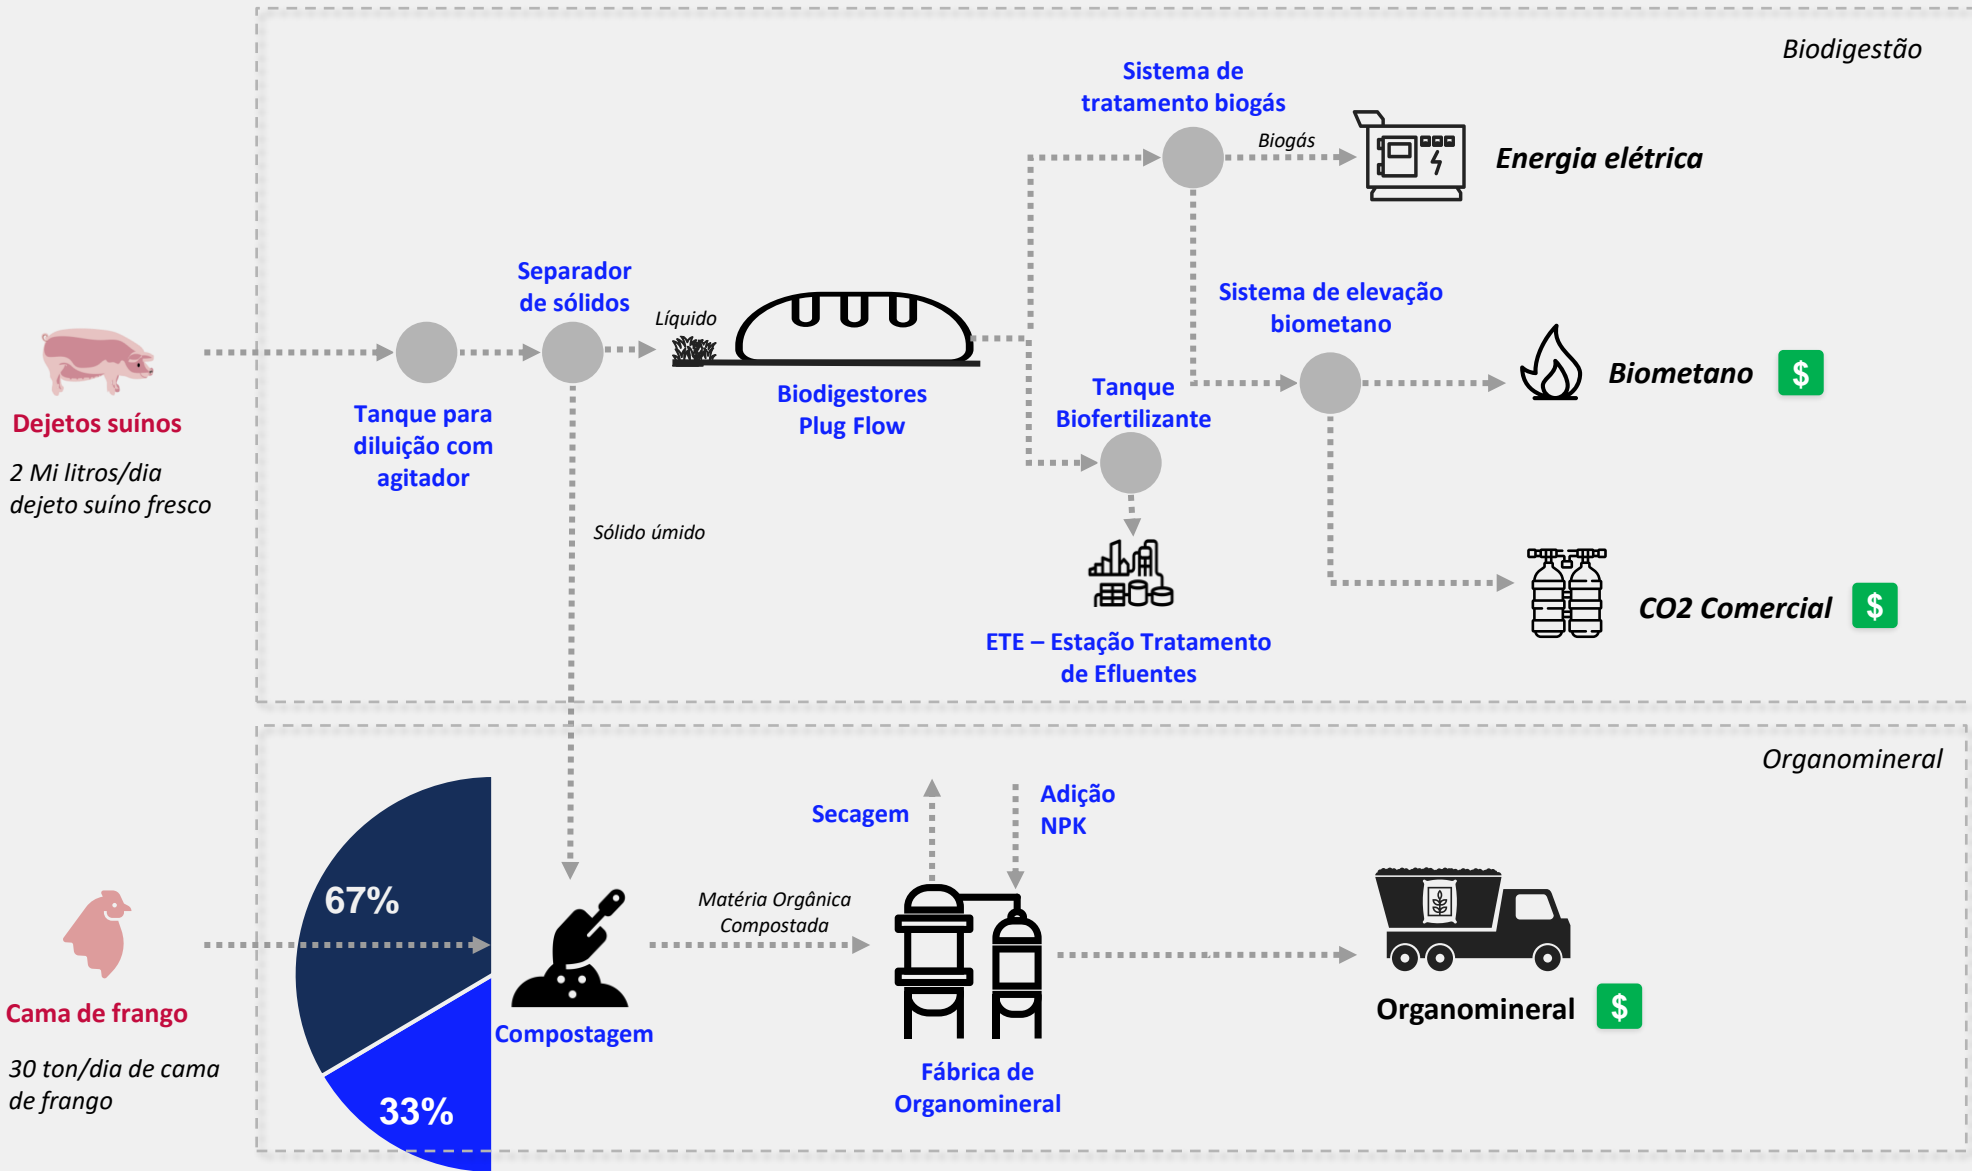 Biodigestão
Sistema de
tratamento biogás
Biogás
Energia elétrica
Separador
de sólidos
Líquido
Sistema de elevação
biometano
Dejetos suínos
2 Mi litros/dia
dejeto suíno fresco
Tanque para
diluição com
agitador
Biodigestores
Plug Flow
Tanque
Biofertilizante
Biometano
$
Sólido úmido
ETE – Estação Tratamento
de Efluentes
CO2 Comercial
$
Organomineral
Secagem
Adição
NPK
67%
Matéria Orgânica
Compostada
Cama de frango
30 ton/dia de cama
de frango
33%
Compostagem
Fábrica de
Organomineral
Organomineral
$